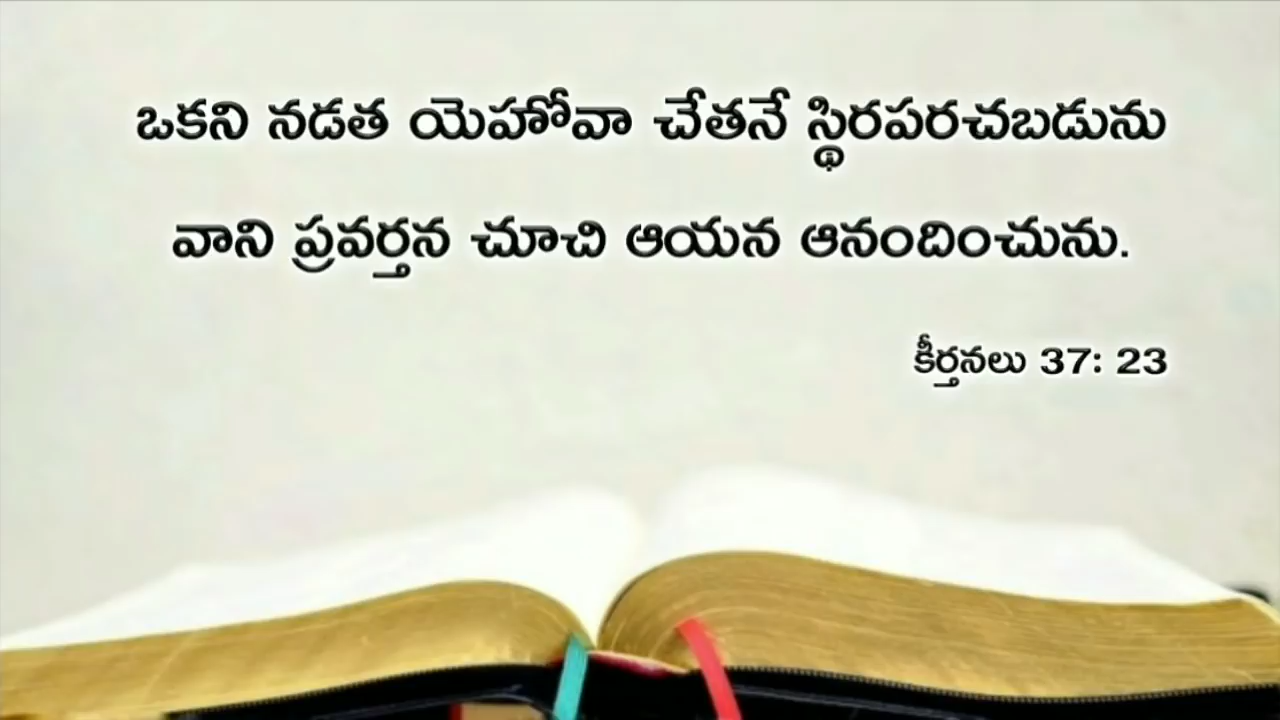 ఒకని నడత యెహోవా చేతనే స్థిరపరచబడును
వాని ప్రవర్తన చూచి ఆయన ఆనందించును.
కీర్తనలు 37: 23